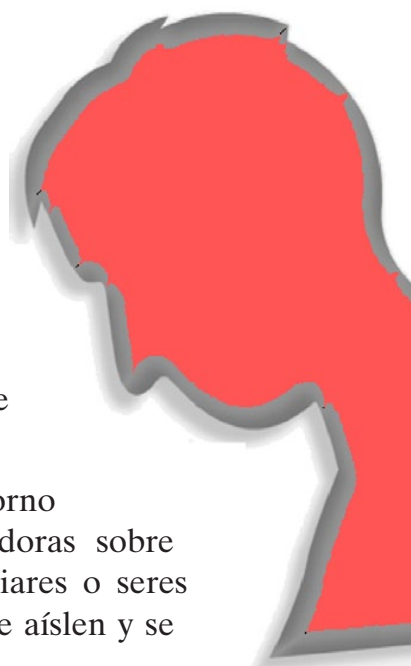 e
orno
doras sobre
iares o seres
e aíslen y se